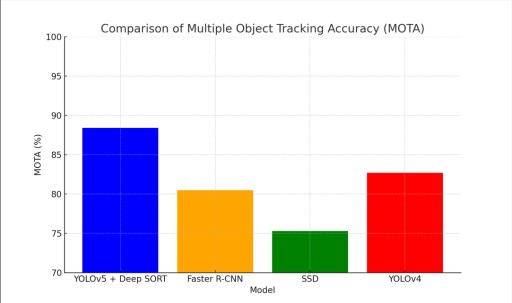 Comparison of Multiple Object Tracking Accuracy (MOTA)
100
95
90
85
80
75
70
MOTA (%)
YOLOv5 + Deep SORT Faster R-CNN SSD YOLOv4
Model